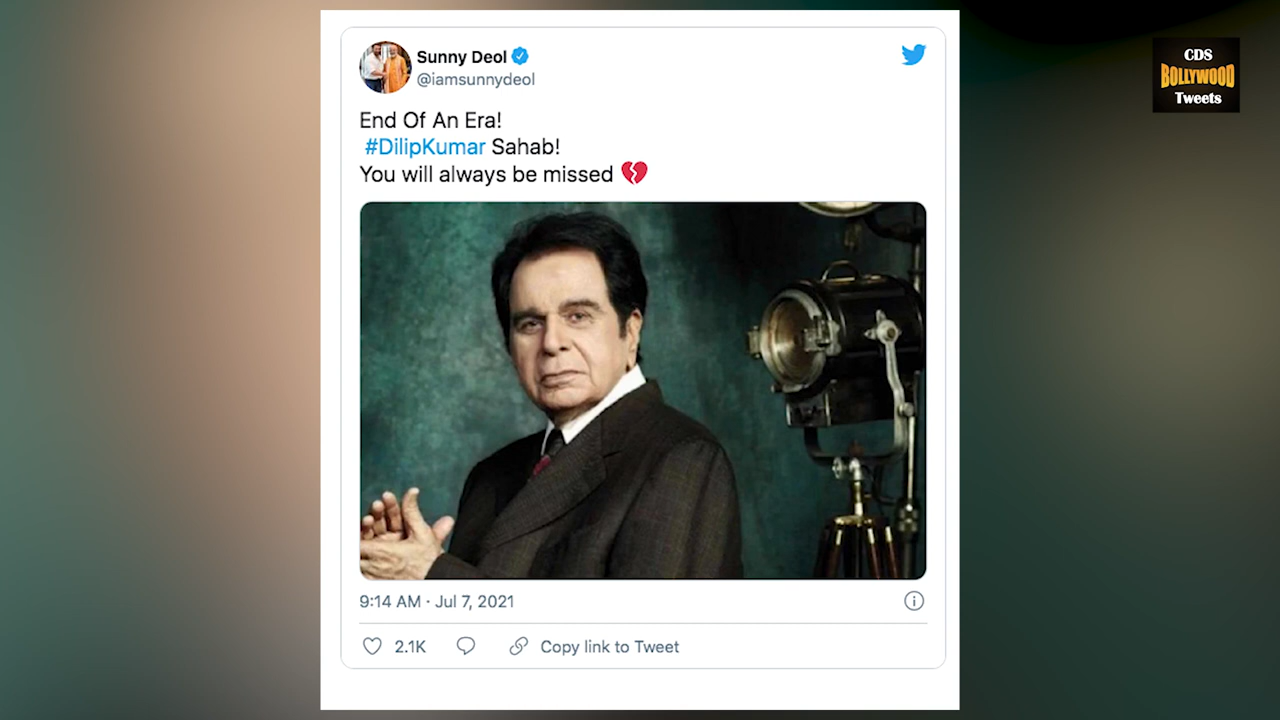 Sunny Deol
@iamsunnydeol
End Of An Era!
#DilipKumar Sahab!
You will always be missed 💔
9:14 AM · Jul 7, 2021
2.1K
Copy link to Tweet
CDS
BOLLYWOOD
Tweets